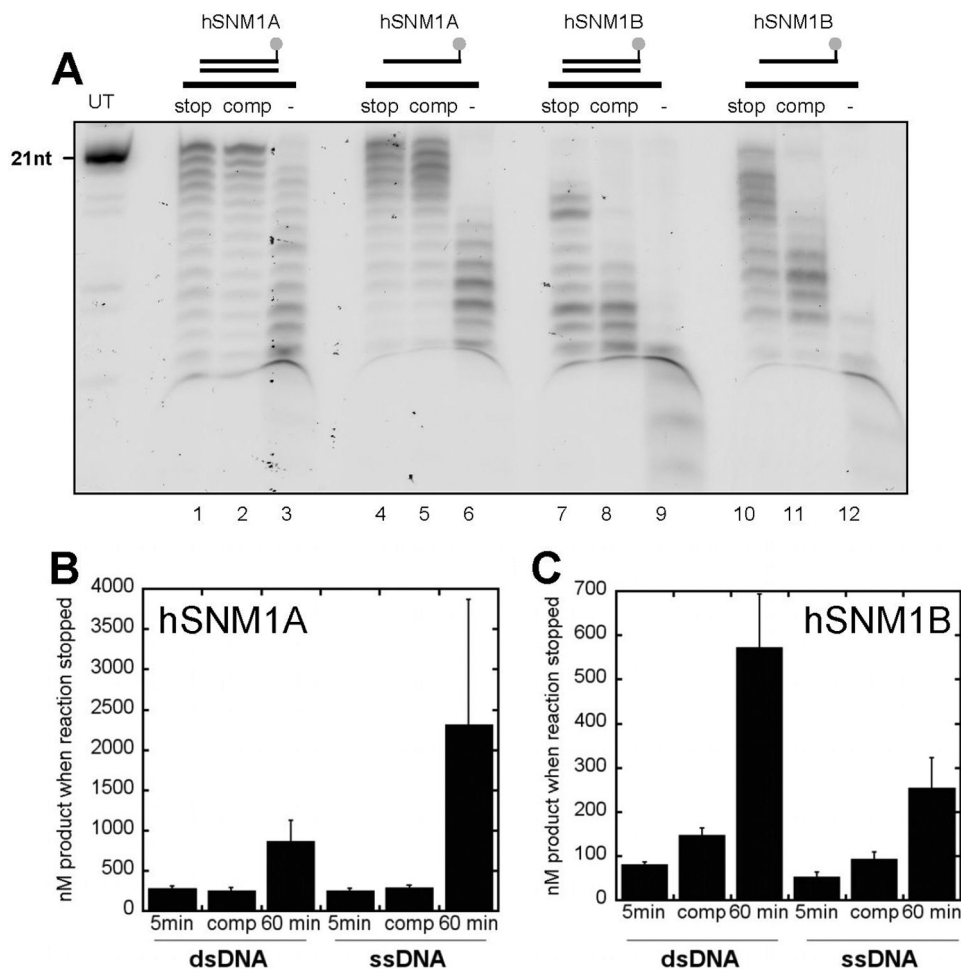 hSNM1A hSNM1A hSNM1B hSNM1B
A
UT stop comp - stop comp - stop comp - stop comp -
21nt
1 2 3 4 5 6 7 8 9 10 11 12
B
hSNM1A
nM product when reaction stopped
4000
3500
3000
2500
2000
1500
1000
500
0
5min comp 60 min 5min comp 60 min
dsDNA ssDNA
C
hSNM1B
nM product when reaction stopped
700
600
500
400
300
200
100
0
5min comp 60 min 5min comp 60 min
dsDNA ssDNA